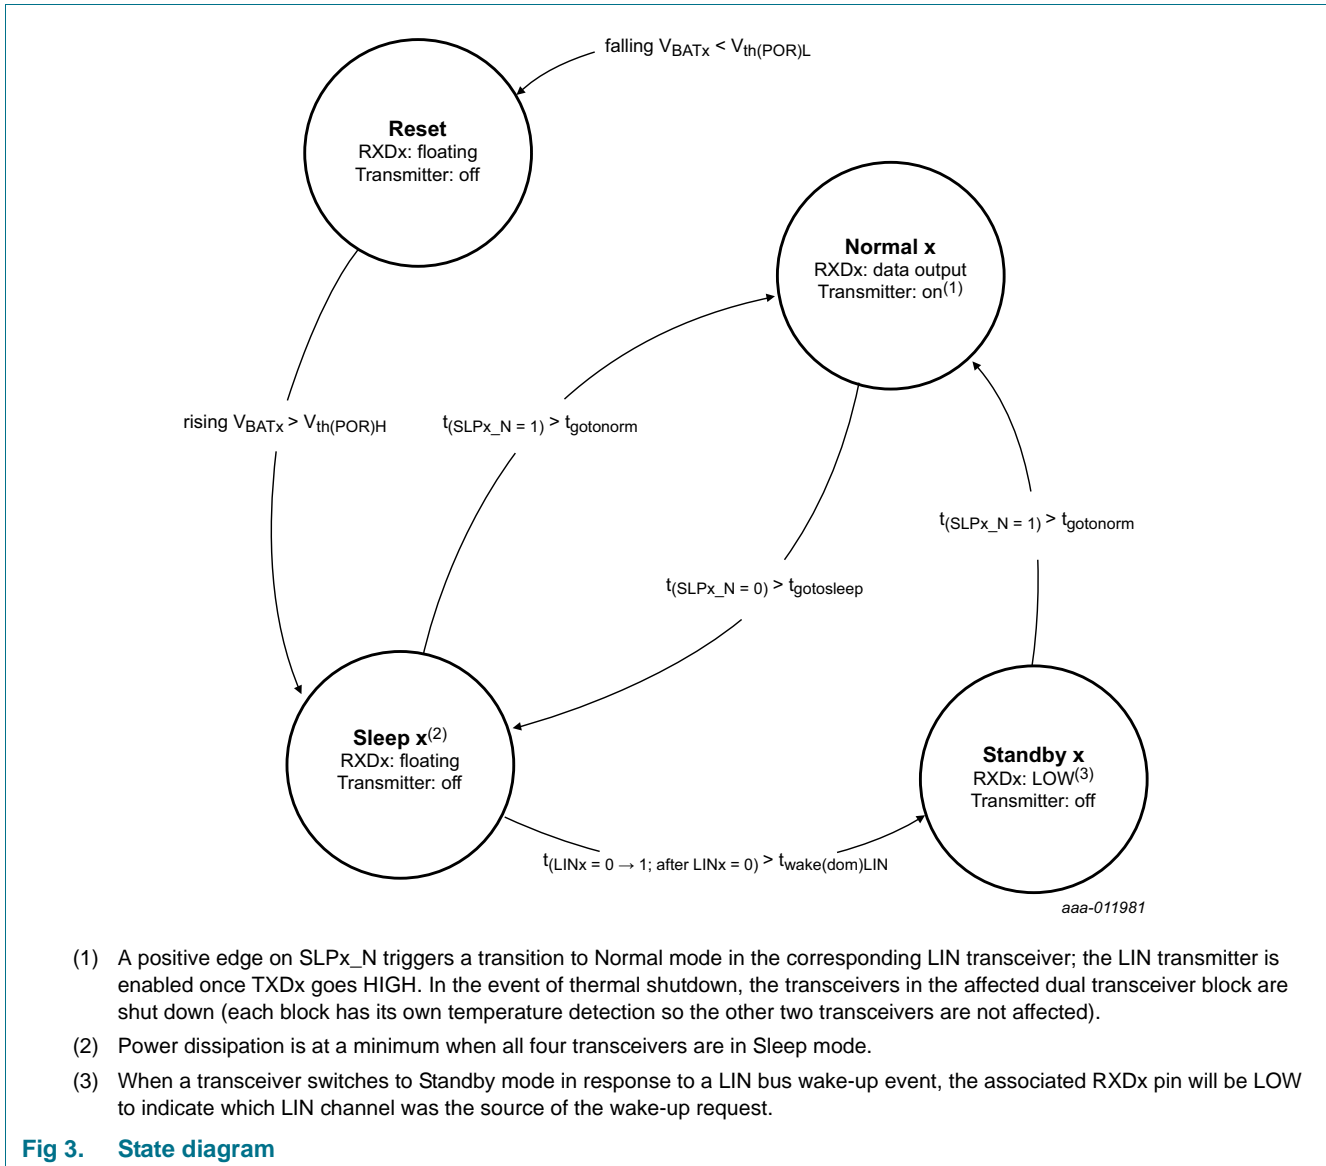 falling VBATx < Vth(POR)L
Reset
RXDx: floating
Transmitter: off
Normal x
RXDx: data output
Transmitter: on(1)
rising VBATx > Vth(POR)H
t(SLPx_N = 1) > tgotonorm
t(SLPx_N = 1) > tgotonorm
t(SLPx_N = 0) > tgotosleep
Sleep x(2)
RXDx: floating
Transmitter: off
Standby x
RXDx: LOW(3)
Transmitter: off
t(LINx = 0 → 1; after LINx = 0) > twake(dom)LIN
aaa-011981
(1) A positive edge on SLPx_N triggers a transition to Normal mode in the corresponding LIN transceiver; the LIN transmitter is
enabled once TXDx goes HIGH. In the event of thermal shutdown, the transceivers in the affected dual transceiver block are
shut down (each block has its own temperature detection so the other two transceivers are not affected).
(2) Power dissipation is at a minimum when all four transceivers are in Sleep mode.
(3) When a transceiver switches to Standby mode in response to a LIN bus wake-up event, the associated RXDx pin will be LOW
to indicate which LIN channel was the source of the wake-up request.
Fig 3. State diagram